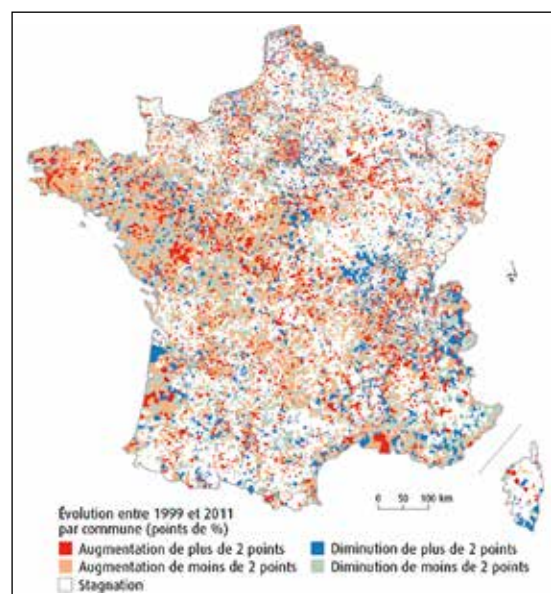 0 50 100 km
Évolution entre 1999 et 2011
par commune (points de %)
Augmentation de plus de 2 points
Diminution de plus de 2 points
Augmentation de moins de 2 points
Diminution de moins de 2 points
Stagnation